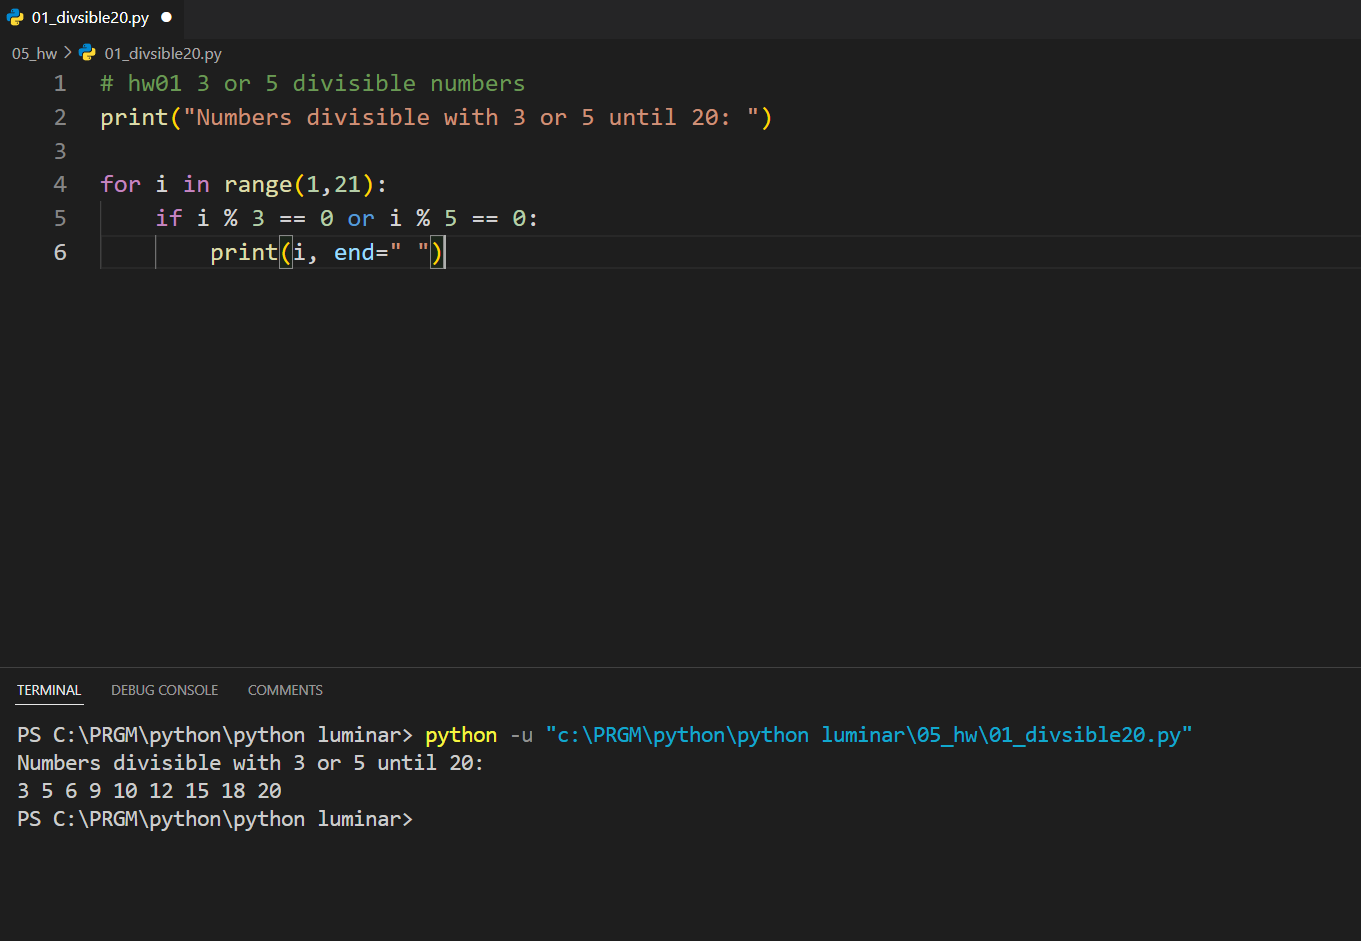 01_divsible20.py
05_hw > 01_divsible20.py
1 # hw01 3 or 5 divisible numbers
2 print("Numbers divisible with 3 or 5 until 20: ")
3
4 for i in range(1,21):
5     if i % 3 == 0 or i % 5 == 0:
6         print(i, end=" ")
TERMINAL DEBUG CONSOLE COMMENTS
PS C:\PRGM\python\python luminar> python -u "c:\PRGM\python\python luminar\05_hw\01_divsible20.py"
Numbers divisible with 3 or 5 until 20:
3 5 6 9 10 12 15 18 20
PS C:\PRGM\python\python luminar>